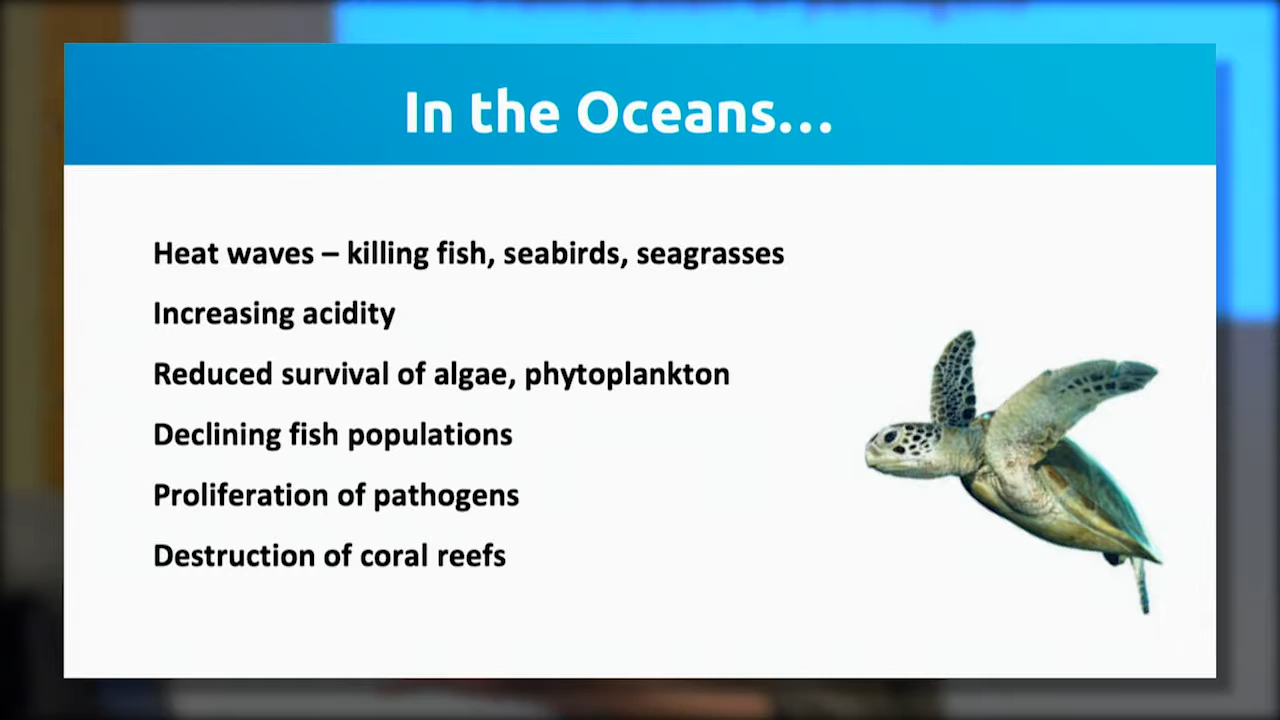 In the Oceans...
Heat waves – killing fish, seabirds, seagrasses
Increasing acidity
Reduced survival of algae, phytoplankton
Declining fish populations
Proliferation of pathogens
Destruction of coral reefs